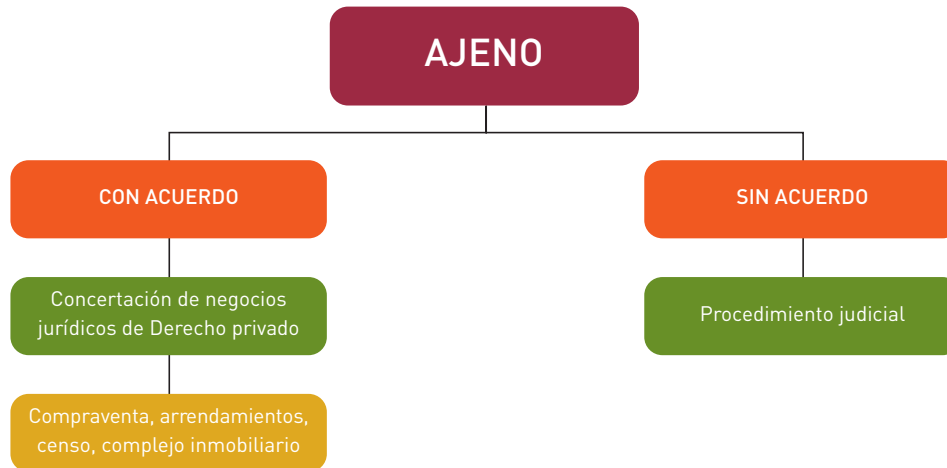 AJENO
CON ACUERDO
SIN ACUERDO
Concertación de negocios
jurídicos de Derecho privado
Procedimiento judicial
Compraventa, arrendamientos,
censo, complejo inmobiliario